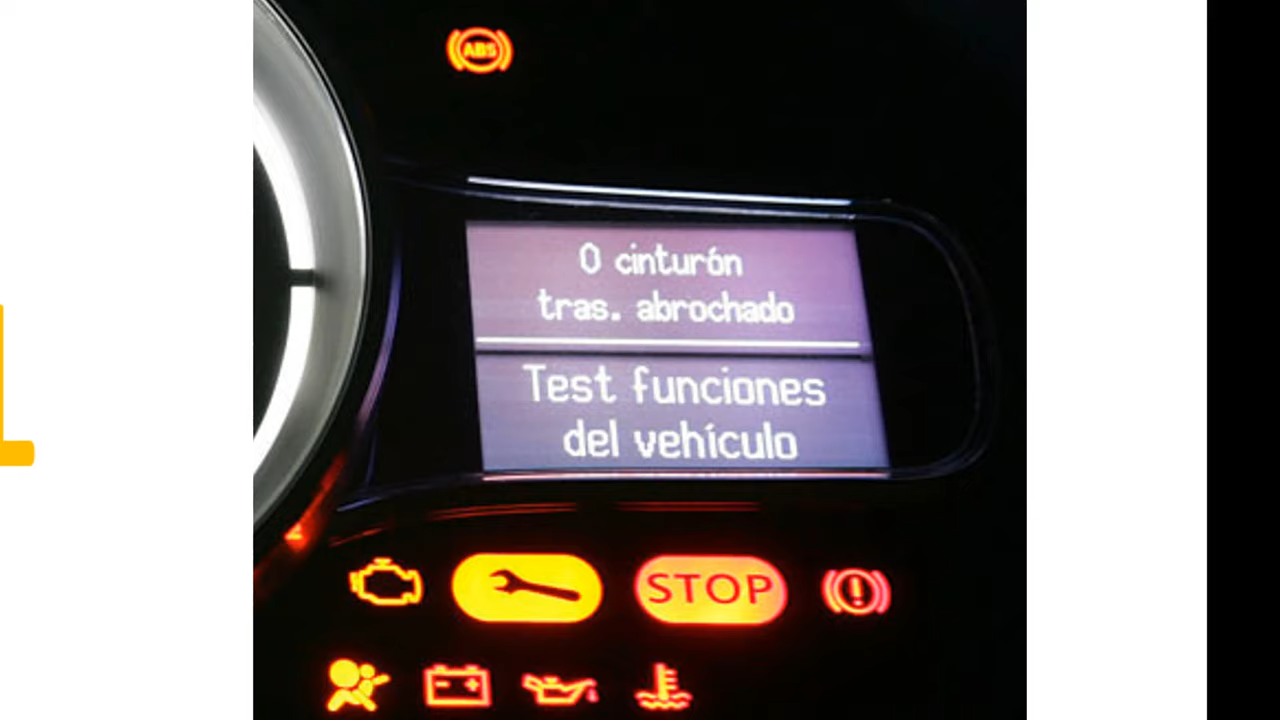 ABS
0 cinturón
tras. abrochado
Test funciones
del vehículo
STOP